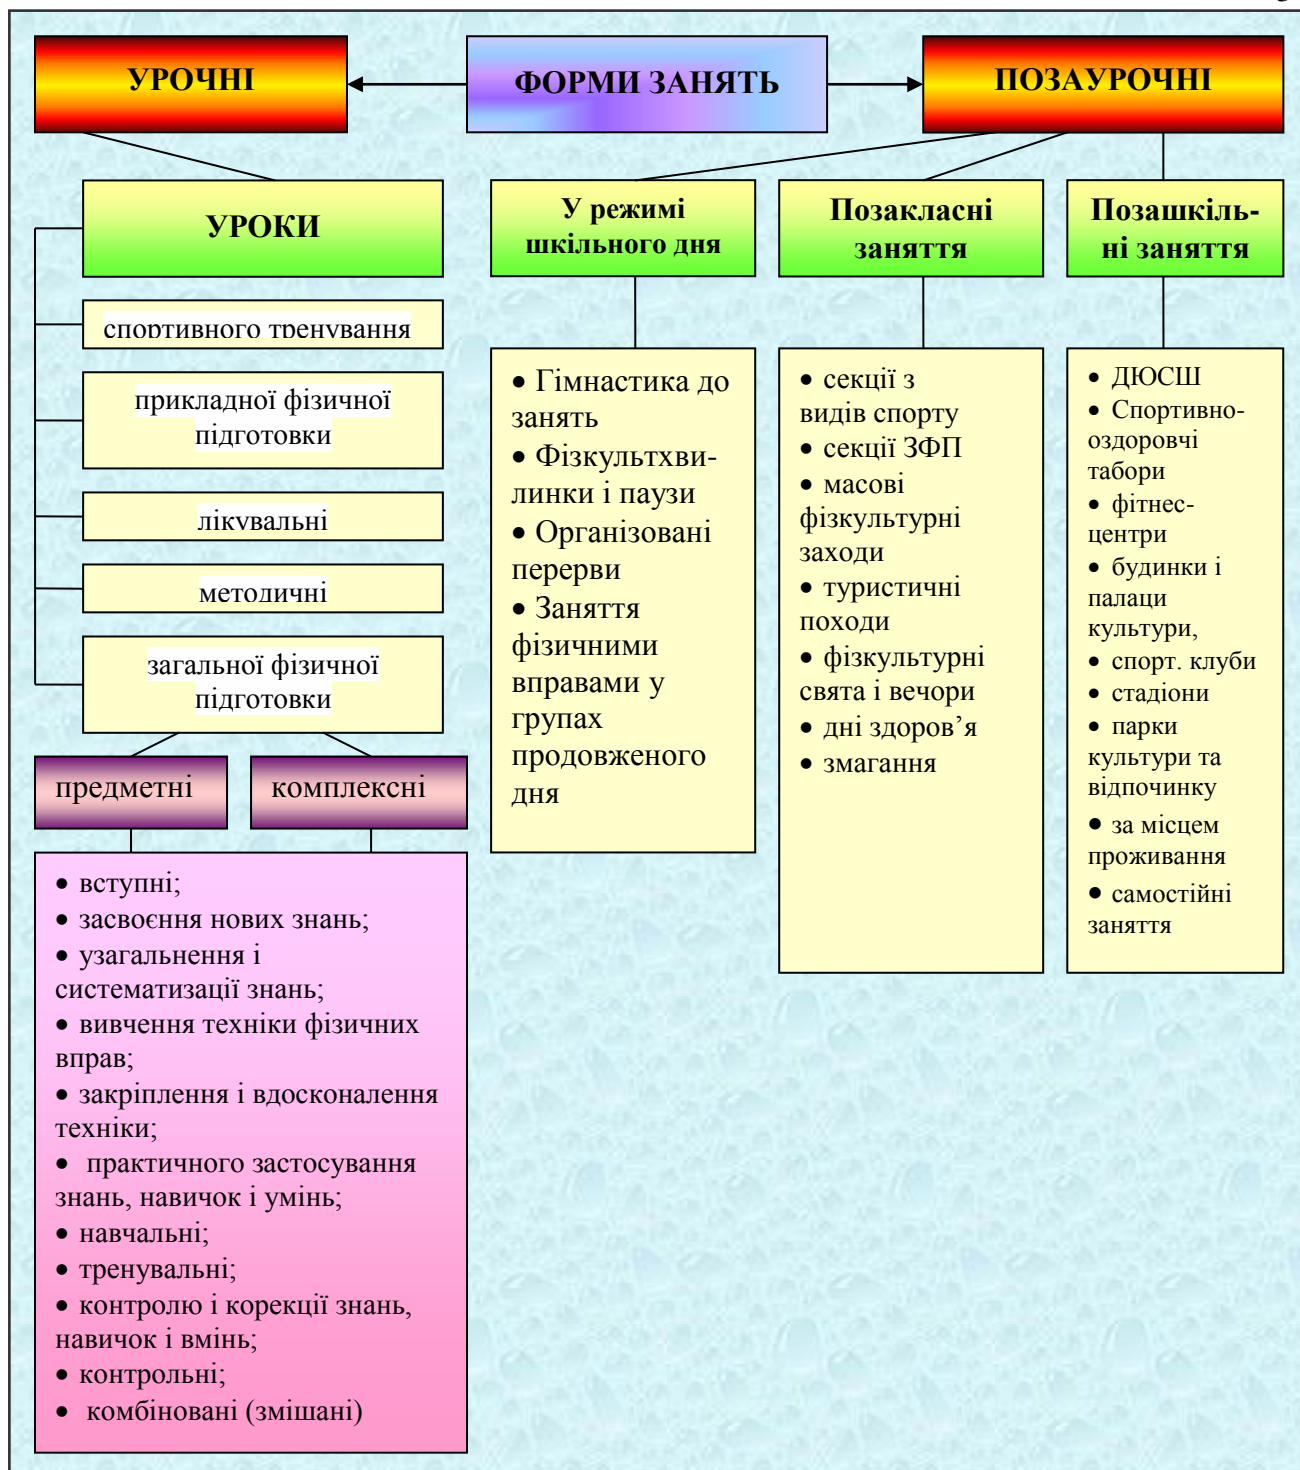 УРОЧНІ
ФОРМИ ЗАНЯТЬ
ПОЗАУРОЧНІ
УРОКИ
спортивного тренування
прикладної фізичної
підготовки
лікувальні
методичні
загальної фізичної
підготовки
предметні
комплексні
• вступні;
• засвоєння нових знань;
• узагальнення і
систематизації знань;
• вивчення техніки фізичних
вправ;
• закріплення і вдосконалення
техніки;
• практичного застосування
знань, навичок і умінь;
• навчальні;
• тренувальні;
• контролю і корекції знань,
навичок і вмінь;
• контрольні;
• комбіновані (змішані)
У режимі
шкільного дня
• Гімнастика до
занять
• Фізкультхви-
линки і паузи
• Організовані
перерви
• Заняття
фізичними
вправами у
групах
продовженого
дня
Позакласні
заняття
• секції з
видів спорту
• секції ЗФП
• масові
фізкультурні
заходи
• туристичні
походи
• фізкультурні
свята і вечори
• дні здоров’я
• змагання
Позашкіль-
ні заняття
• ДЮСШ
• Спортивно-
оздоровчі
табори
• фітнес-
центри
• будинки і
палаци
культури,
• спорт. клуби
• стадіони
• парки
культури та
відпочинку
• за місцем
проживання
• самостійні
заняття